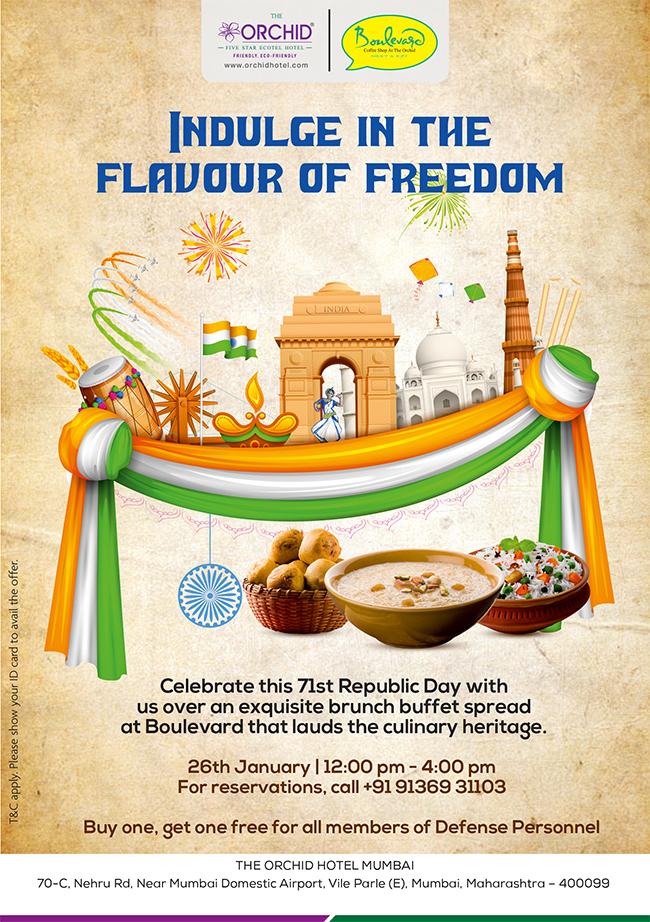 THE
ORCHID®
FIVE STAR ECOTEL HOTEL
FRIENDLY, ECO-FRIENDLY
www.orchidhotel.com
Boulevard
Coffee Shop At The Orchid
INDULGE IN THE
FLAVOUR OF FREEDOM
INDIA
Celebrate this 71st Republic Day with
us over an exquisite brunch buffet spread
at Boulevard that lauds the culinary heritage.
26th January | 12:00 pm - 4:00 pm
For reservations, call +91 91369 31103
Buy one, get one free for all members of Defense Personnel
T&C apply. Please show your ID card to avail the offer.
THE ORCHID HOTEL MUMBAI
70-C, Nehru Rd, Near Mumbai Domestic Airport, Vile Parle (E), Mumbai, Maharashtra – 400099